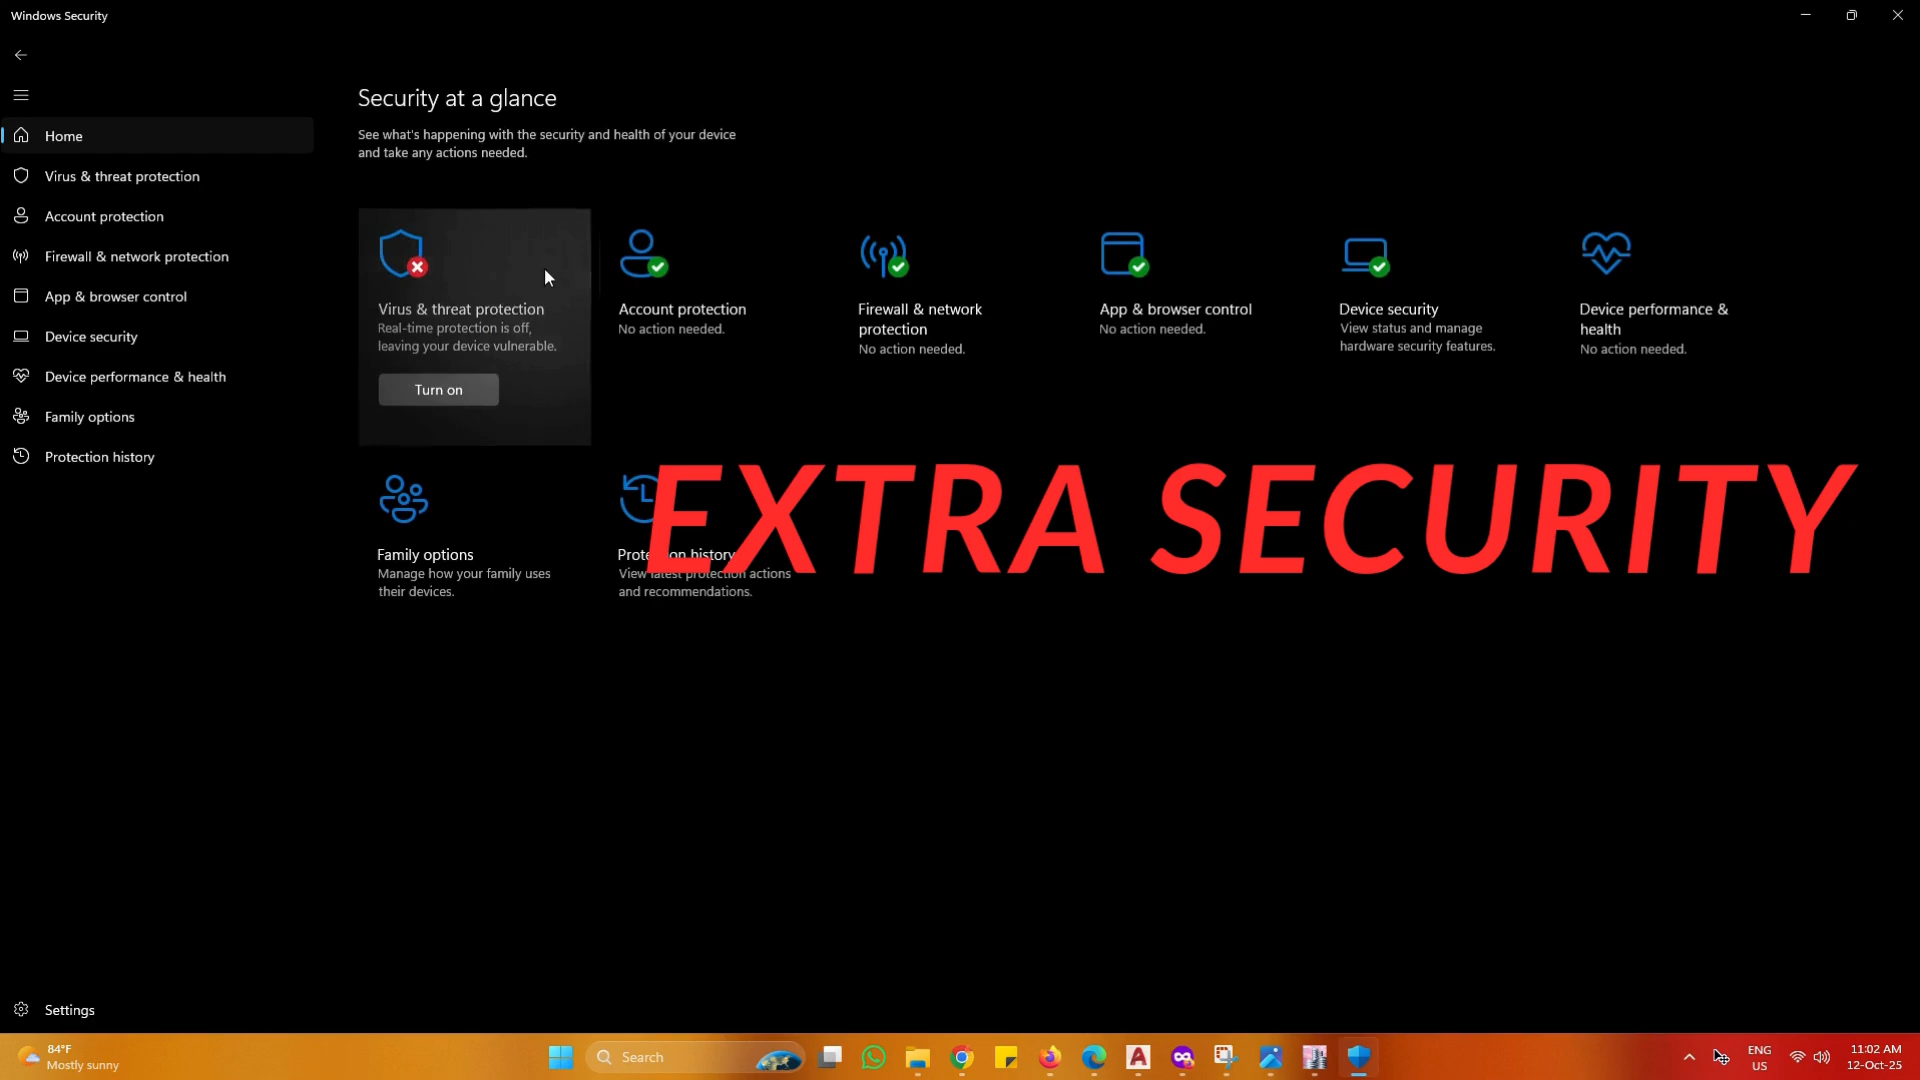 Windows Security
Home
Virus & threat protection
Account protection
Firewall & network protection
App & browser control
Device security
Device performance & health
Family options
Protection history
Settings
Security at a glance
See what's happening with the security and health of your device
and take any actions needed.
Virus & threat protection
Real-time protection is off,
leaving your device vulnerable.
Turn on
Account protection
No action needed.
Firewall & network
protection
No action needed.
App & browser control
No action needed.
Device security
View status and manage
hardware security features.
Device performance &
health
No action needed.
Family options
Manage how your family uses
their devices.
Protection history
View latest protection actions
and recommendations.
EXTRA SECURITY
84°F
Mostly sunny
Search
ENG
US
11:02 AM
12-Oct-25